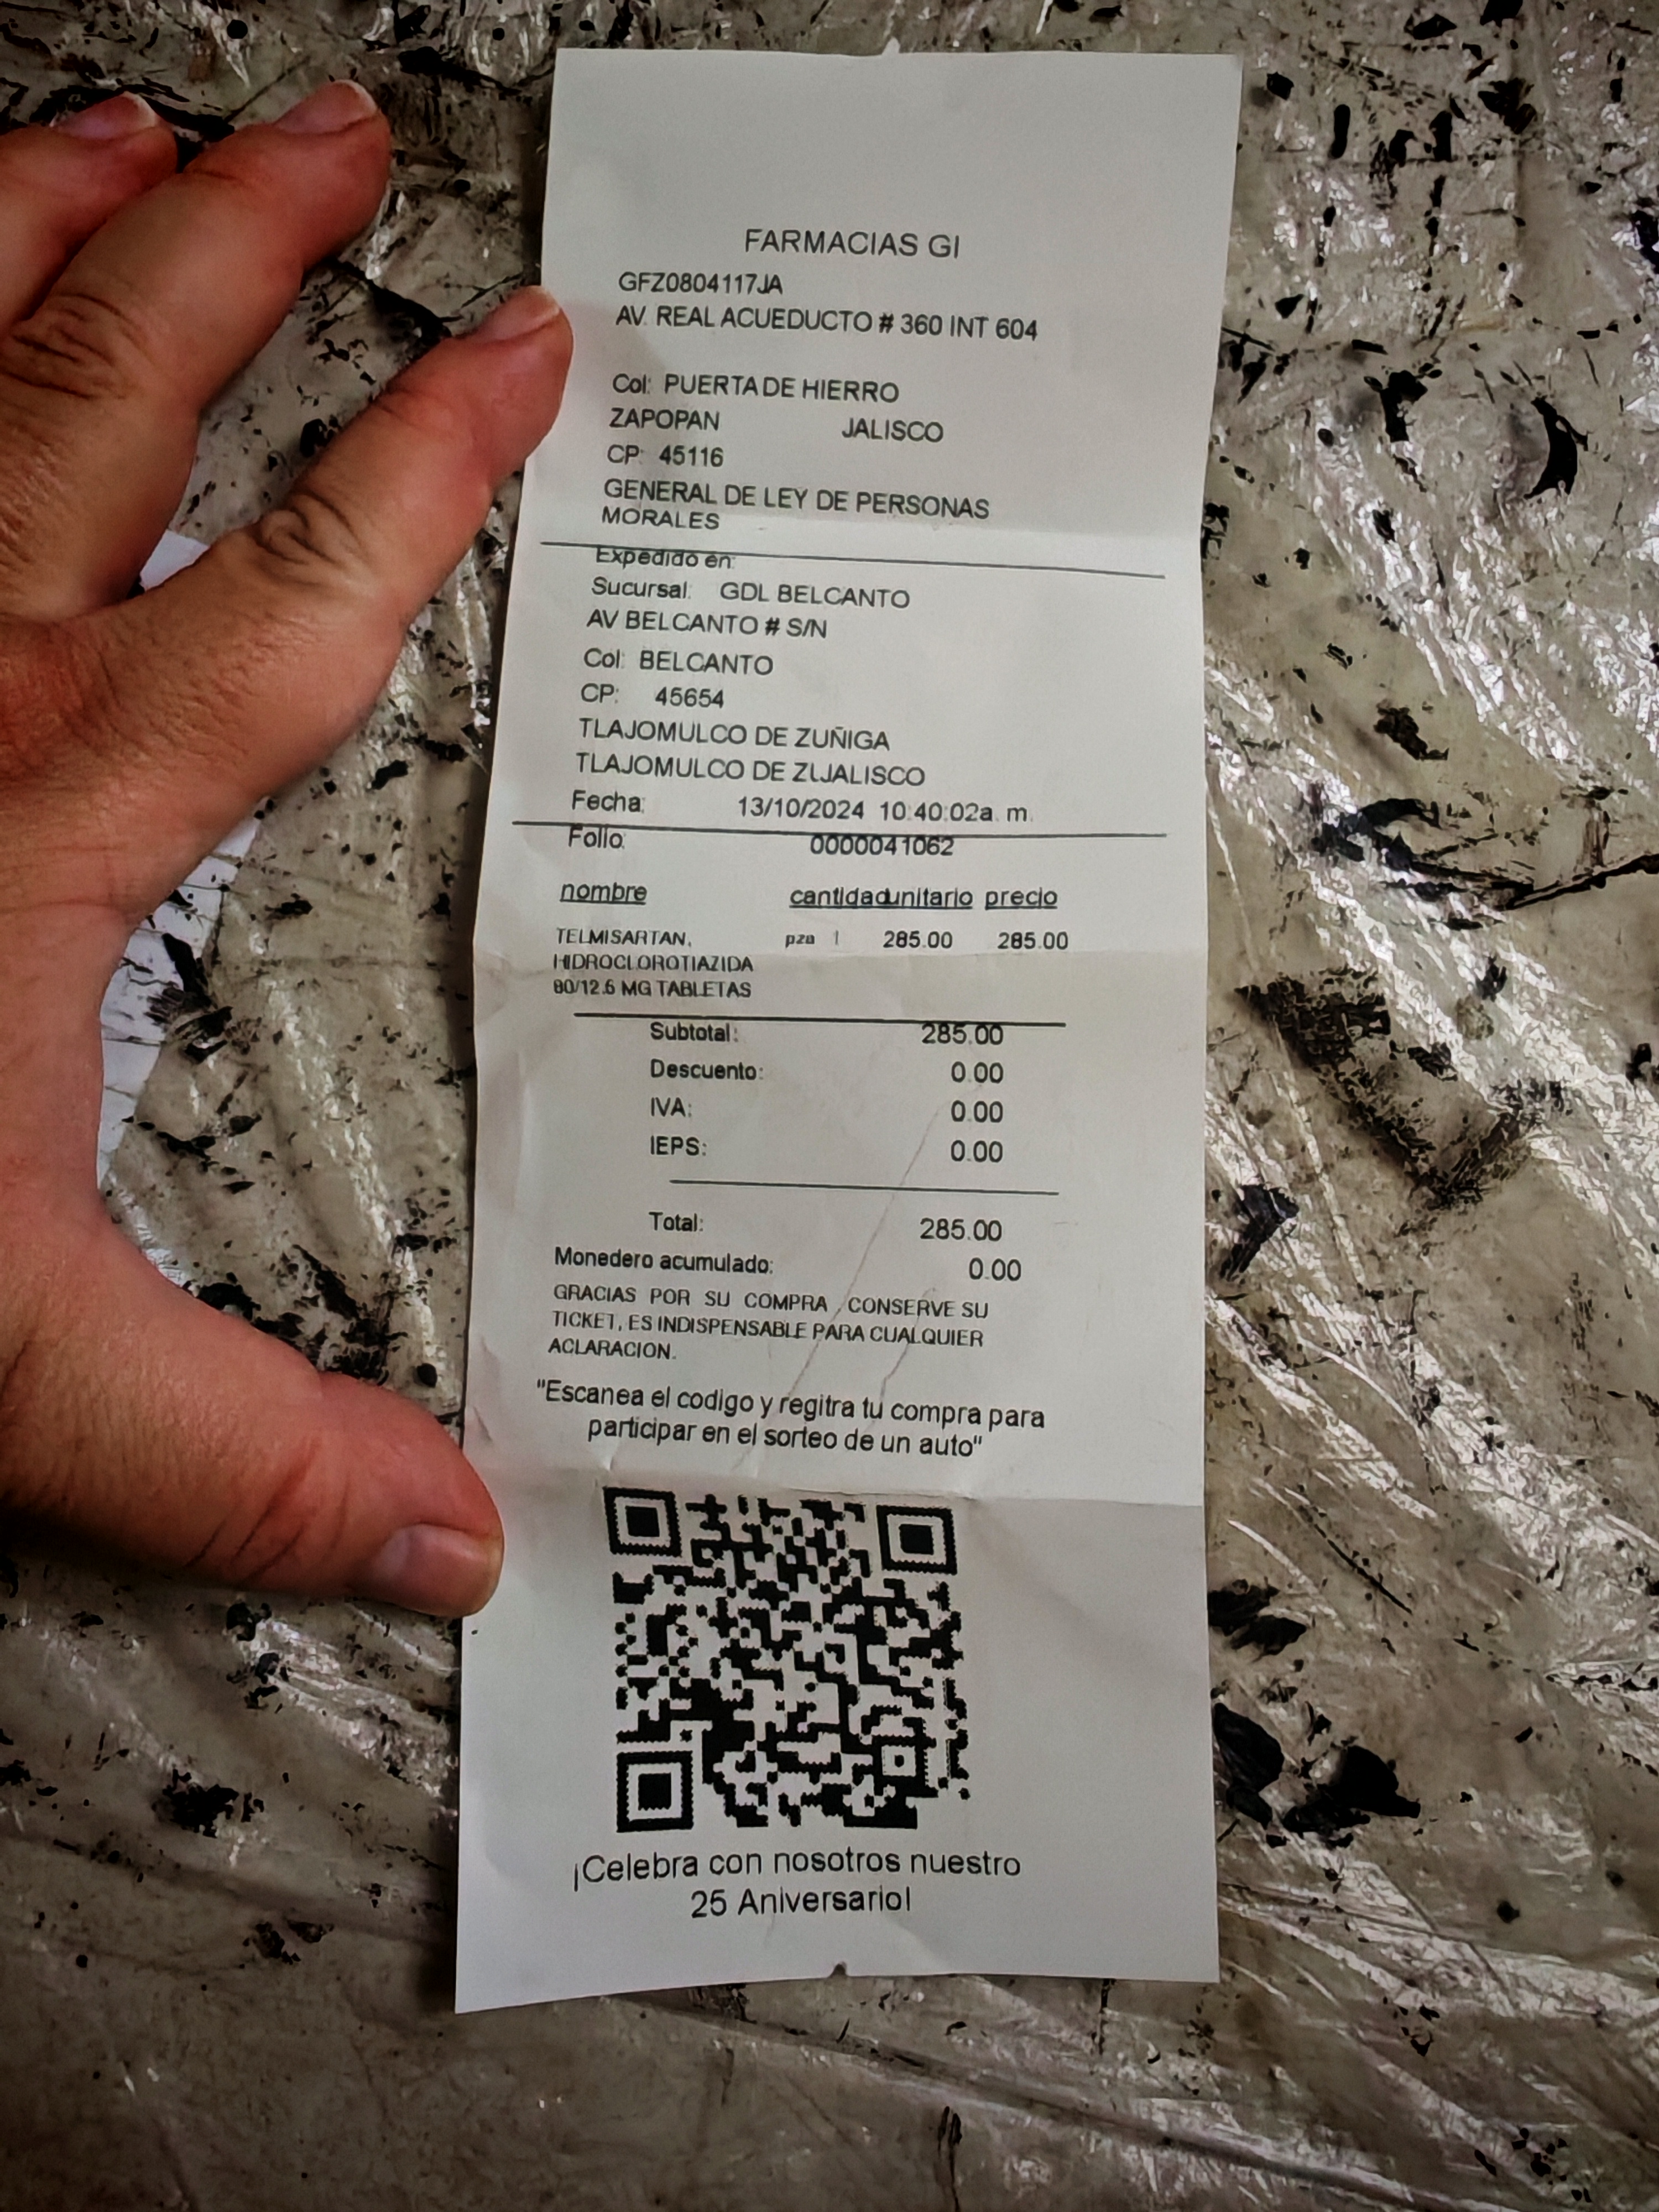 FARMACIAS GI
GFZ0804117JA
AV. REAL ACUEDUCTO # 360 INT 604
Col: PUERTA DE HIERRO
ZAPOPAN JALISCO
CP: 45116
GENERAL DE LEY DE PERSONAS
MORALES
Expedido en:
Sucursal: GDL BELCANTO
AV BELCANTO # S/N
Col: BELCANTO
CP: 45654
TLAJOMULCO DE ZUÑIGA
TLAJOMULCO DE ZUJALISCO
Fecha: 13/10/2024 10:40:02a. m.
Folio: 0000041062
nombre cantidadunitario precio
TELMISARTAN, pza 1 285.00 285.00
HIDROCLOROTIAZIDA
80/12.6 MG TABLETAS
Subtotal: 285.00
Descuento: 0.00
IVA: 0.00
IEPS: 0.00
Total: 285.00
Monedero acumulado: 0.00
GRACIAS POR SU COMPRA , CONSERVE SU
TICKET, ES INDISPENSABLE PARA CUALQUIER
ACLARACION.
"Escanea el codigo y regitra tu compra para
participar en el sorteo de un auto"
¡Celebra con nosotros nuestro
25 Aniversario!